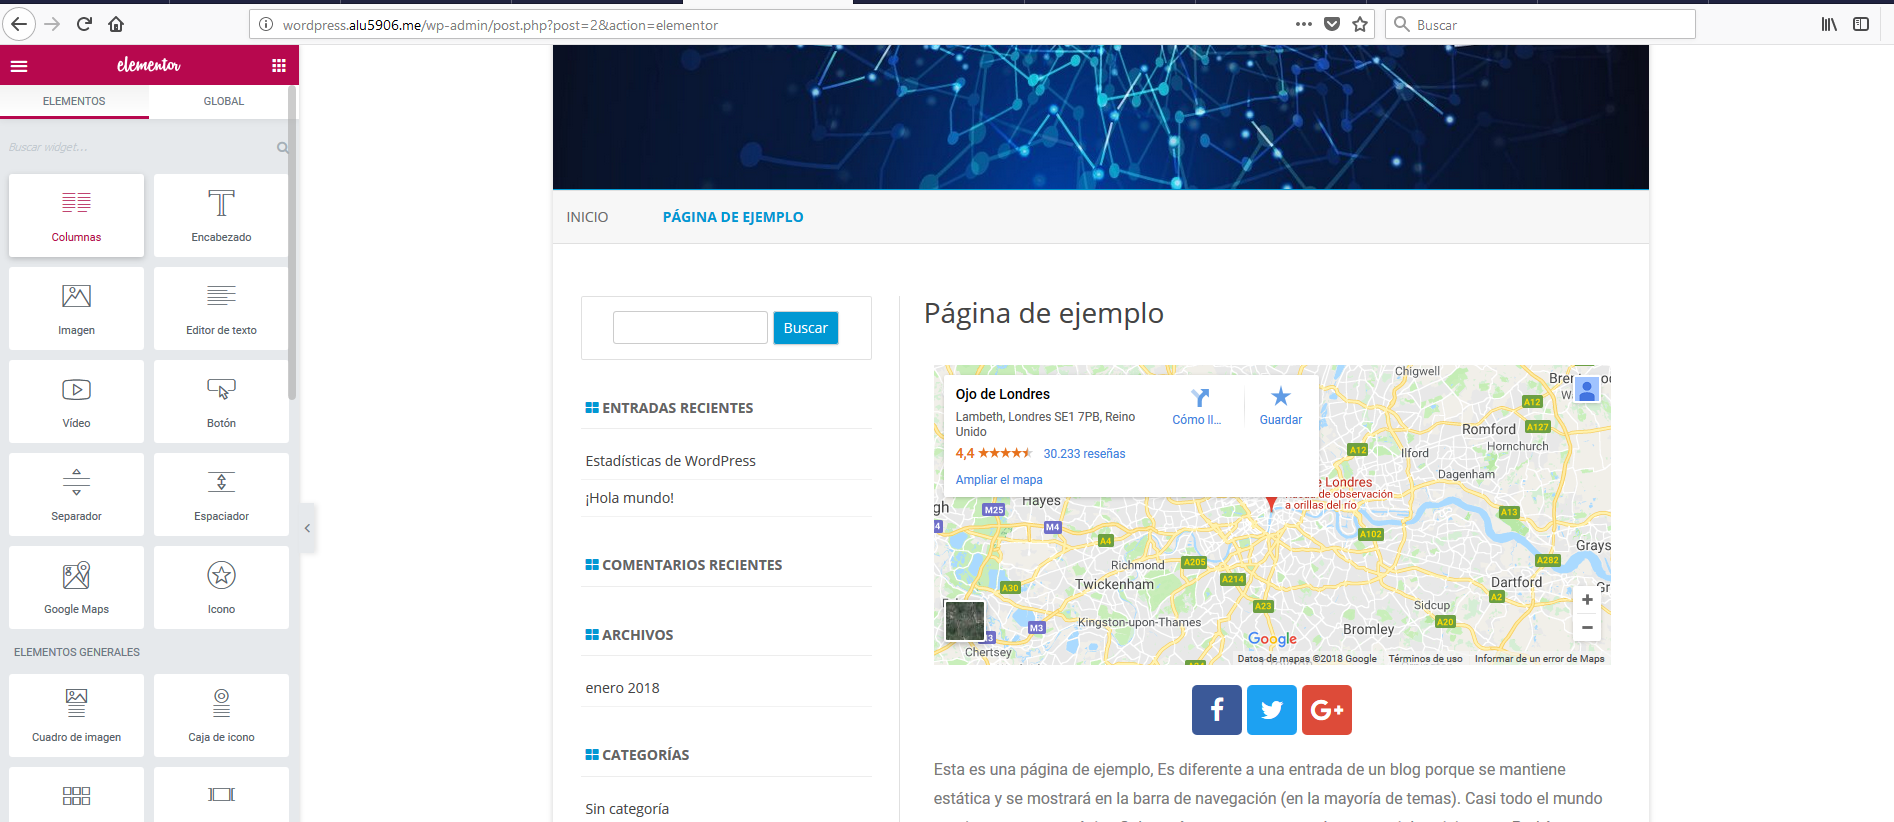 wordpress.alu5906.me/wp-admin/post.php?post=2&action=elementor
Buscar
elementor
ELEMENTOS
GLOBAL
Buscar widget...
Columnas
Encabezado
Imagen
Editor de texto
Vídeo
Botón
Separador
Espaciador
Google Maps
Icono
ELEMENTOS GENERALES
Cuadro de imagen
Caja de icono
INICIO
PÁGINA DE EJEMPLO
Buscar
ENTRADAS RECIENTES
Estadísticas de WordPress
¡Hola mundo!
COMENTARIOS RECIENTES
ARCHIVOS
enero 2018
CATEGORÍAS
Sin categoría
Página de ejemplo
Ojo de Londres
Lambeth, Londres SE1 7PB, Reino
Unido
4,4
30.233 reseñas
Ampliar el mapa
Cómo ll...
Guardar
Chigwell
A12
Romford
A127
Hornchurch
A12
Ilford
Dagenham
Hayes
M25
M4
e Londres
de observación
a orillas del río
A13
A4
A102
Grays
A282
Richmond
A205
Twickenham
A214
Dartford
A30
A2
A23
Sidcup
A20
M3
Kingston-upon-Thames
Bromley
Chertsey
Google
Datos de mapas ©2018 Google
Términos de uso
Informar de un error de Maps
Esta es una página de ejemplo, Es diferente a una entrada de un blog porque se mantiene
estática y se mostrará en la barra de navegación (en la mayoría de temas). Casi todo el mundo